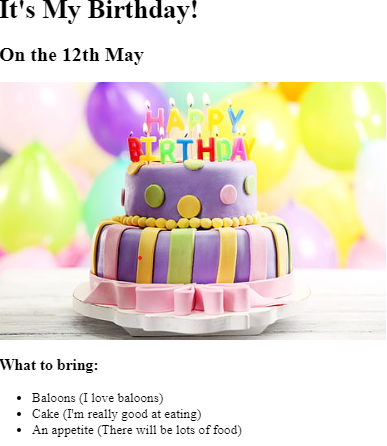 It's My Birthday!
On the 12th May
HAPPY
BIRTHDAY
What to bring:
Baloons (I love baloons)
Cake (I'm really good at eating)
An appetite (There will be lots of food)